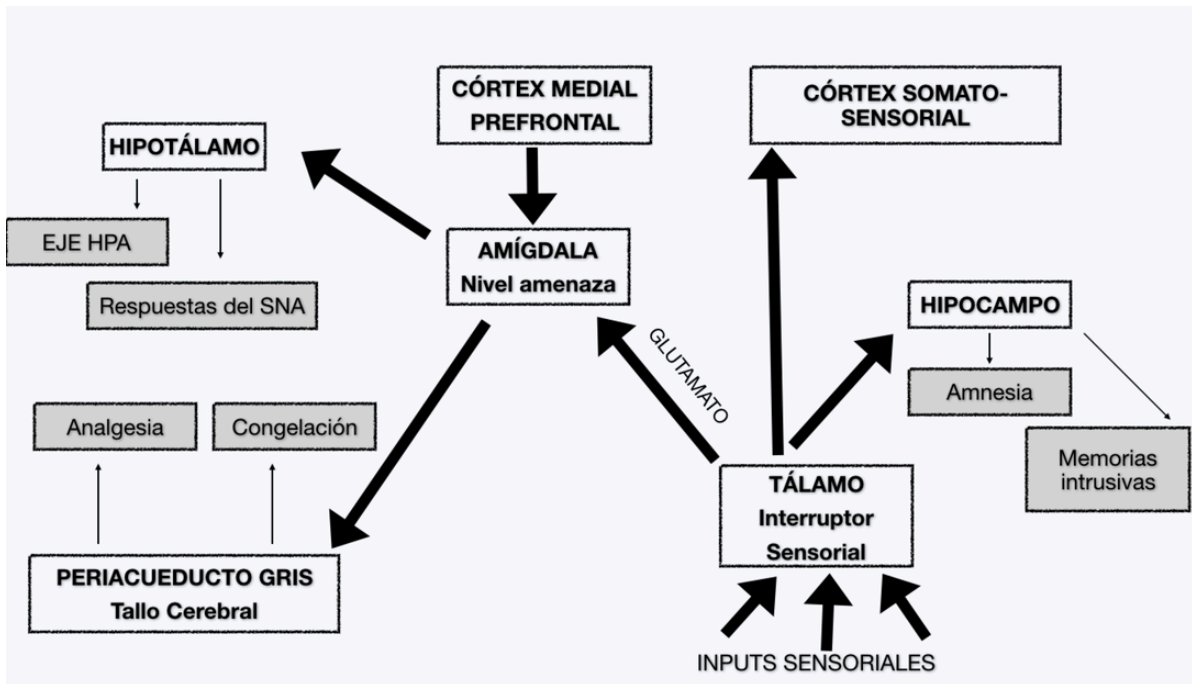 CÓRTEX MEDIAL
PREFRONTAL
CÓRTEX SOMATO-
SENSORIAL
HIPOTÁLAMO
EJE HPA
Respuestas del SNA
AMÍGDALA
Nivel amenaza
GLUTAMATO
HIPOCAMPO
Amnesia
Memorias
intrusivas
Analgesia
Congelación
PERIACUEDUCTO GRIS
Tallo Cerebral
TÁLAMO
Interruptor
Sensorial
INPUTS SENSORIALES